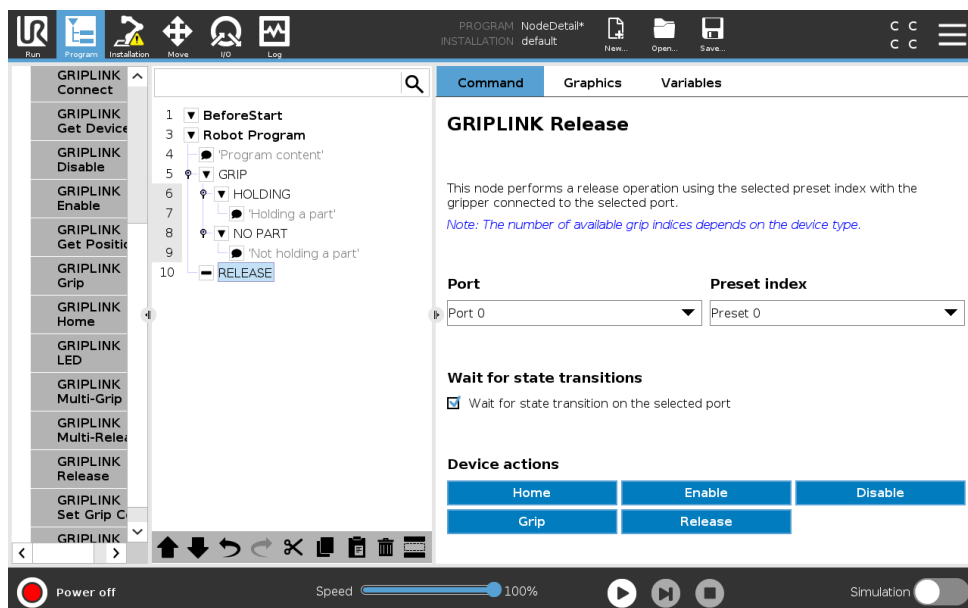 PROGRAM NodeDetail*
INSTALLATION default
Run
Program
Installation
Move
I/O
Log
New...
Open...
Save...
C C
C C
GRIPLINK
Connect
GRIPLINK
Get Device
GRIPLINK
Disable
GRIPLINK
Enable
GRIPLINK
Get Positic
GRIPLINK
Grip
GRIPLINK
Home
GRIPLINK
LED
GRIPLINK
Multi-Grip
GRIPLINK
Multi-Relea
GRIPLINK
Release
GRIPLINK
Set Grip C
GRIPLINK
1 BeforeStart
3 Robot Program
4 'Program content'
5 GRIP
6 HOLDING
7 'Holding a part'
8 NO PART
9 'Not holding a part'
10 RELEASE
Command Graphics Variables
GRIPLINK Release
This node performs a release operation using the selected preset index with the
gripper connected to the selected port.
Note: The number of available grip indices depends on the device type.
Port Preset index
Port 0 Preset 0
Wait for state transitions
Wait for state transition on the selected port
Device actions
Home Enable Disable
Grip Release
Power off
Speed 100%
Simulation